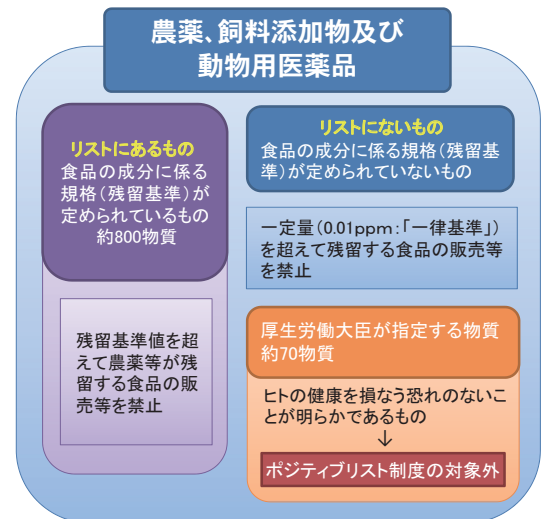 農薬、飼料添加物及び
動物用医薬品
リストにあるもの
食品の成分に係る
規格(残留基準)が
定められているもの
約800物質
残留基準値を超
えて農薬等が残
留する食品の販
売等を禁止
リストにないもの
食品の成分に係る規格(残留基
準)が定められていないもの
一定量(0.01ppm:「一律基準」)
を超えて残留する食品の販売等
を禁止
厚生労働大臣が指定する物質
約70物質
ヒトの健康を損なう恐れのないこ
とが明らかであるもの
↓
ポジティブリスト制度の対象外